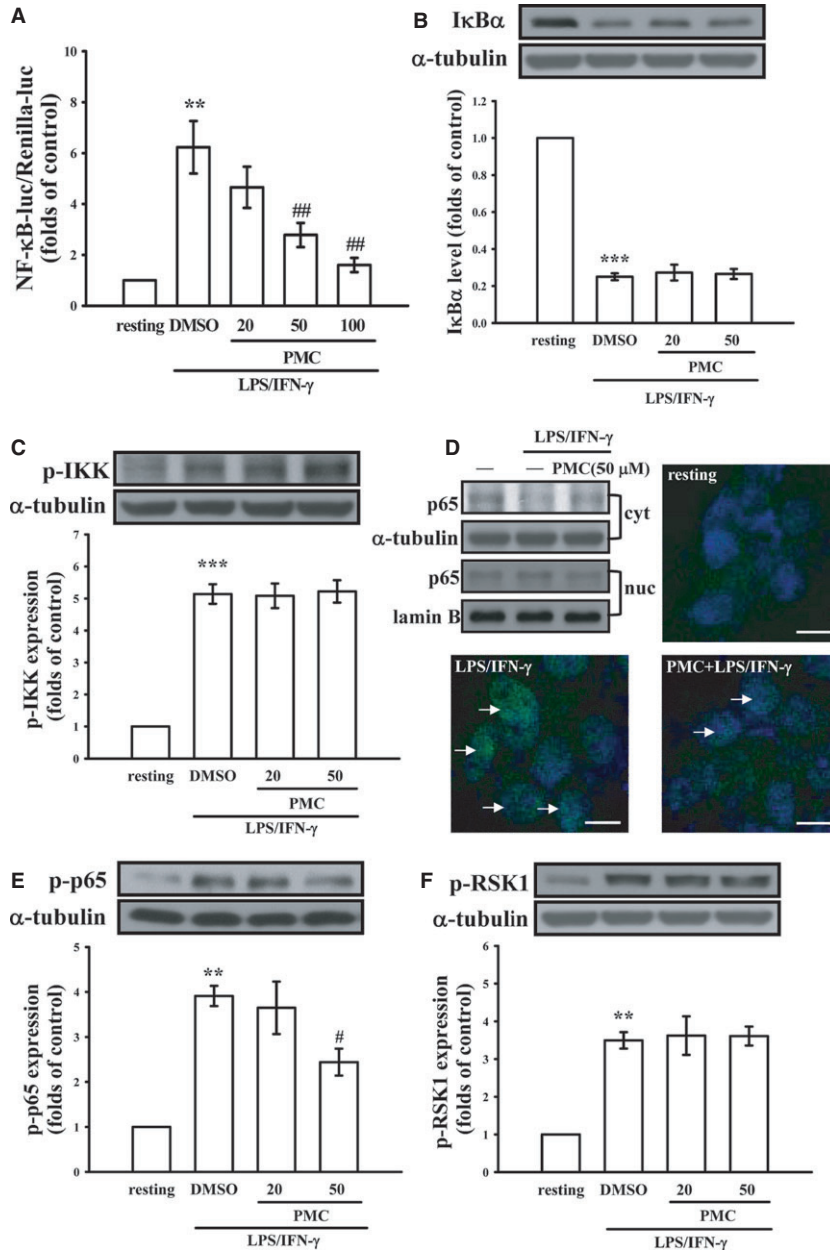 A
NF-κB-luc/Renilla-luc
(folds of control)
10
8
6
4
2
0
**
##
##
resting DMSO 20 50 100
PMC
LPS/IFN-γ
B
IκBα
α-tubulin
IκBα level (folds of control)
1.2
1.0
0.8
0.6
0.4
0.2
0.0
***
resting DMSO 20 50
PMC
LPS/IFN-γ
C
p-IKK
α-tubulin
p-IKK expression
(folds of control)
7
6
5
4
3
2
1
0
***
resting DMSO 20 50
PMC
LPS/IFN-γ
D
LPS/IFN-γ
— — PMC(50 μM)
p65
α-tubulin
cyt
p65
lamin B
nuc
resting
LPS/IFN-γ
PMC+LPS/IFN-γ
E
p-p65
α-tubulin
p-p65 expression
(folds of control)
5
4
3
2
1
0
**
#
resting DMSO 20 50
PMC
LPS/IFN-γ
F
p-RSK1
α-tubulin
p-RSK1 expression
(folds of control)
6
5
4
3
2
1
0
**
resting DMSO 20 50
PMC
LPS/IFN-γ